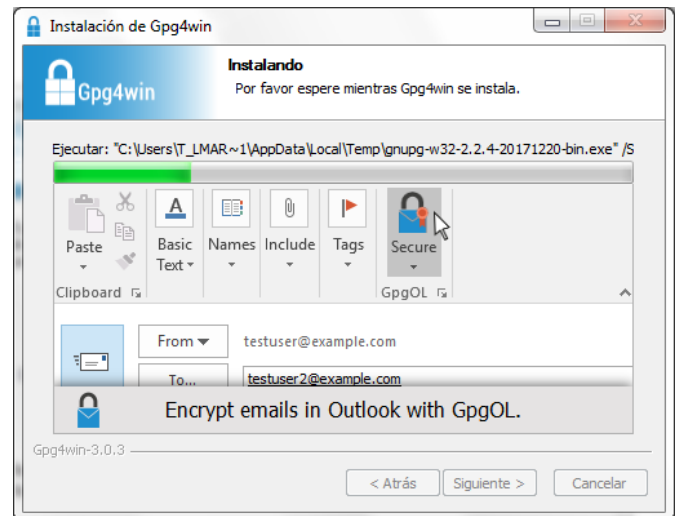 Instalación de Gpg4win
Gpg4win
Instalando
Por favor espere mientras Gpg4win se instala.
Ejecutar: "C:\Users\T_LMAR~1\AppData\Local\Temp\gnupg-w32-2.2.4-20171220-bin.exe" /S
A
Paste
Basic
Text
Names
Include
Tags
Secure
Clipboard
GpgOL
From
testuser@example.com
To...
testuser2@example.com
Encrypt emails in Outlook with GpgOL.
Gpg4win-3.0.3
< Atrás
Siguiente >
Cancelar